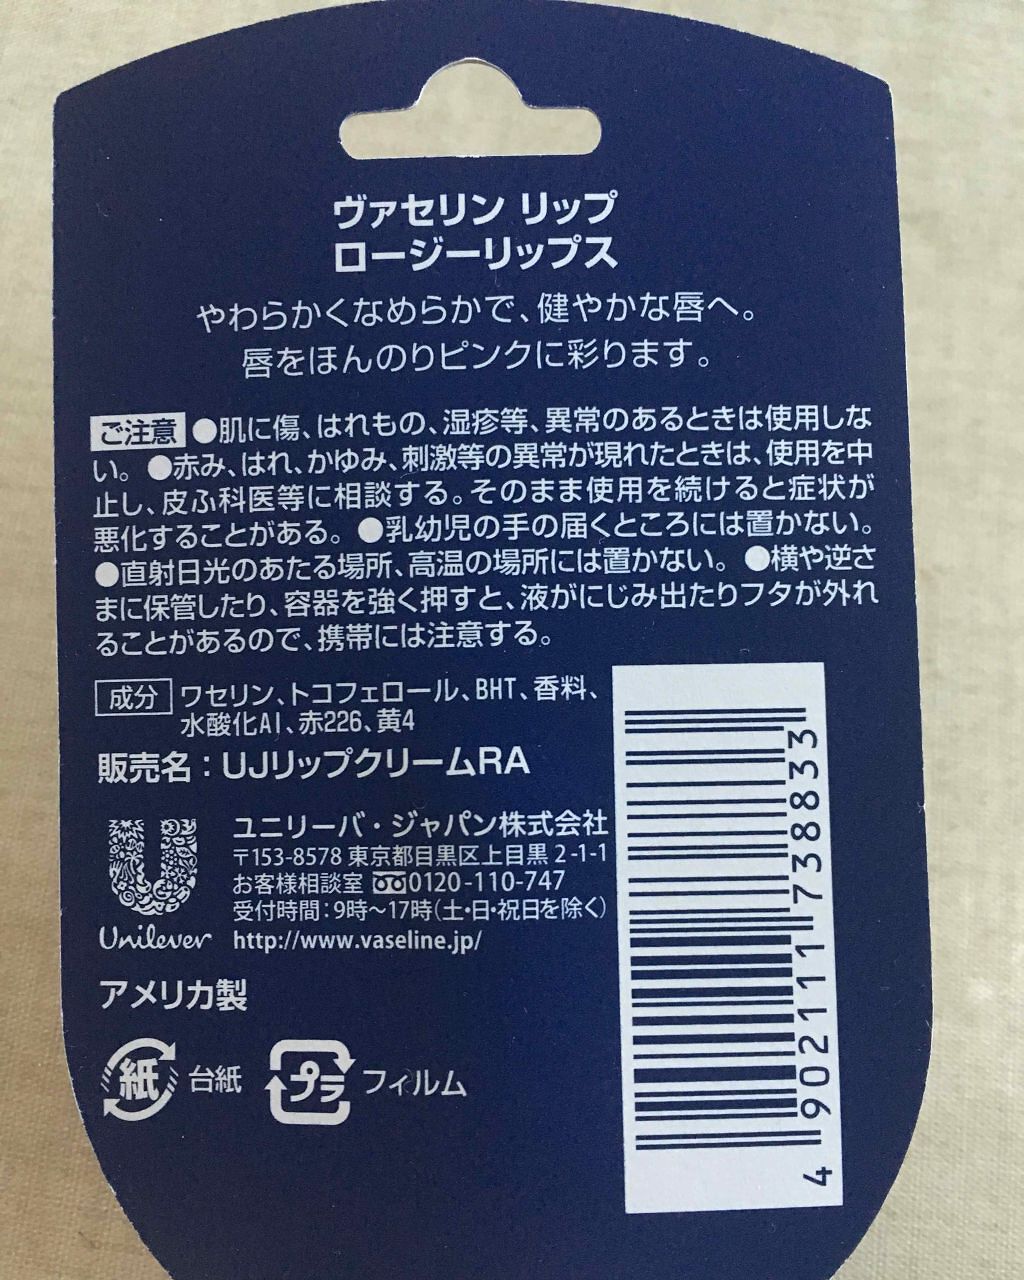 ヴァセリン リップ
ロージーリップス
やわらかくなめらかで、健やかな唇へ。
唇をほんのりピンクに彩ります。
ご注意 ●肌に傷、はれもの、湿疹等、異常のあるときは使用しな
い。 ●赤み、はれ、かゆみ、刺激等の異常が現れたときは、使用を中
止し、皮ふ科医等に相談する。そのまま使用を続けると症状が
悪化することがある。 ●乳幼児の手の届くところには置かない。
●直射日光のあたる場所、高温の場所には置かない。 ●横や逆さ
まに保管したり、容器を強く押すと、液がにじみ出たりフタが外れ
ることがあるので、携帯には注意する。
成分 ワセリン、トコフェロール、BHT、香料、
水酸化Al、赤226、黄4
販売名：UJリップクリームRA
ユニリーバ・ジャパン株式会社
〒153-8578 東京都目黒区上目黒 2-1-1
お客様相談室 0120-110-747
受付時間：9時〜17時(土・日・祝日を除く)
Unilever http://www.vaseline.jp/
アメリカ製
紙 台紙 プラ フィルム
4902111738833